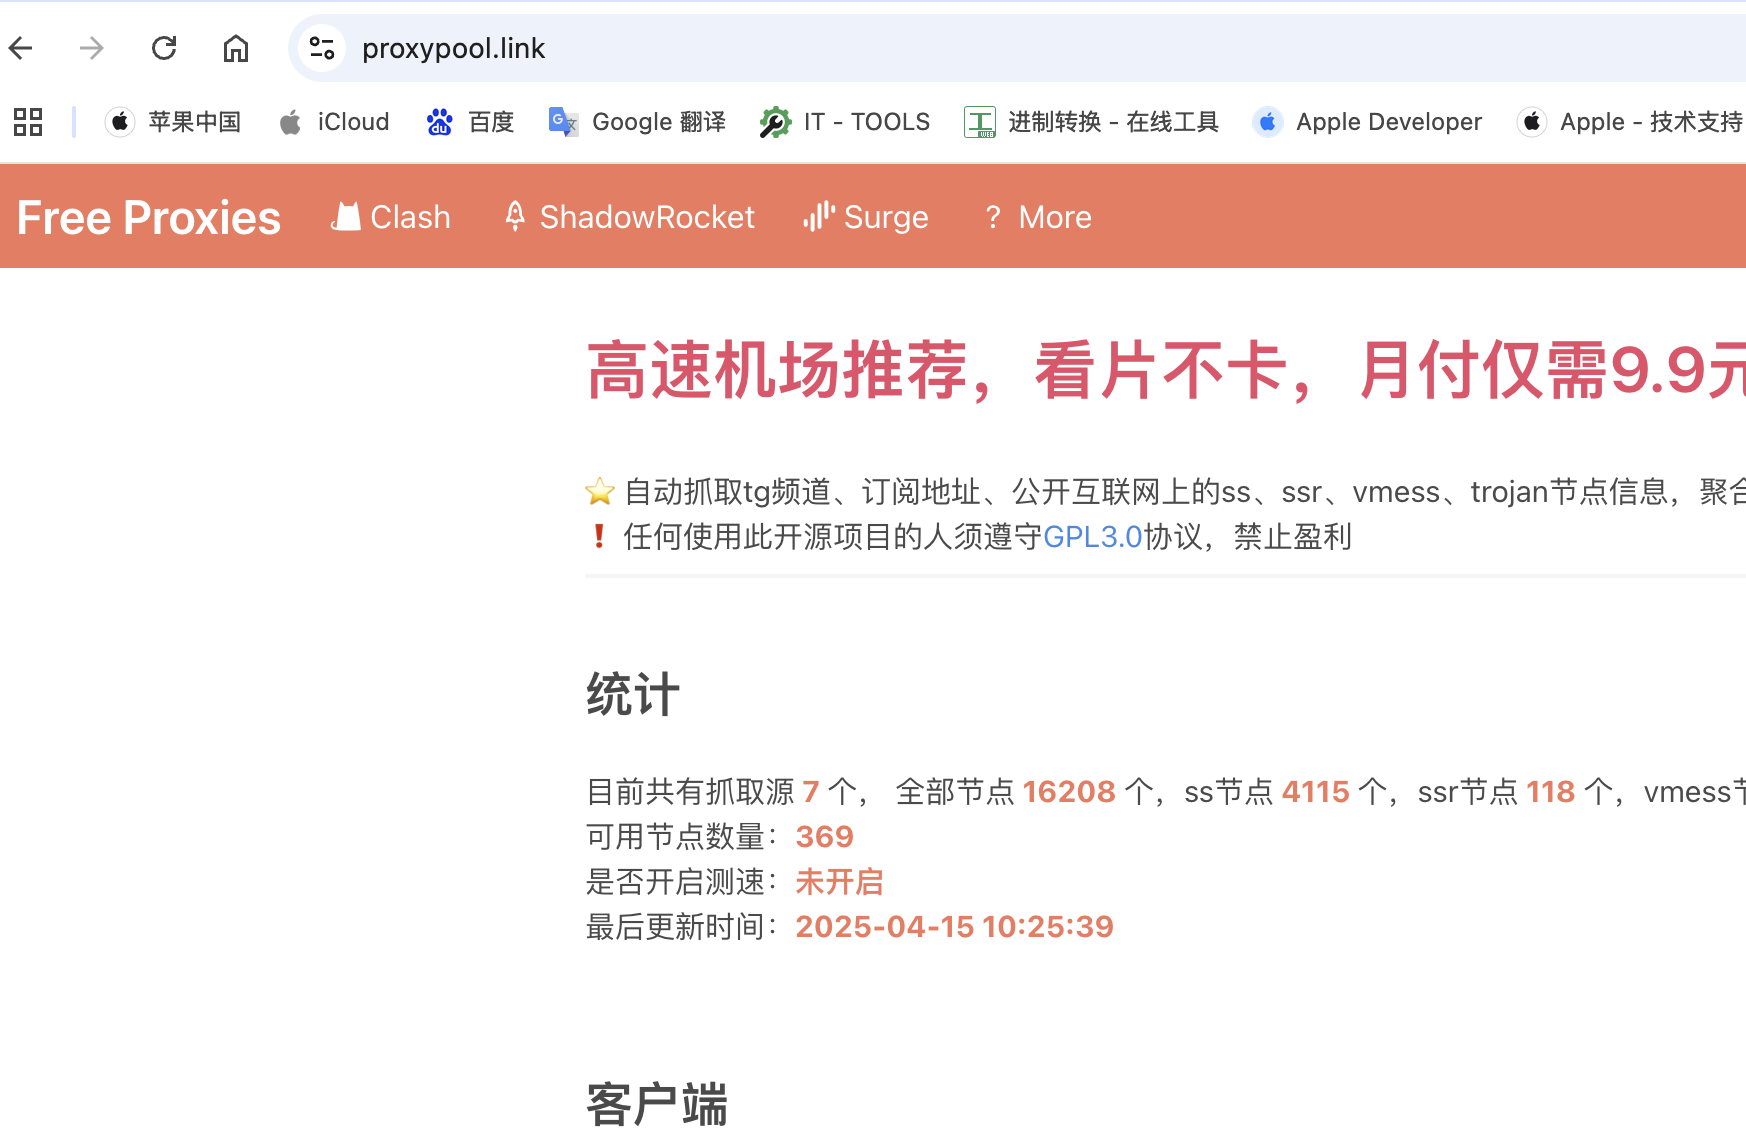 proxypool.link
苹果中国 iCloud 百度 Google 翻译 IT - TOOLS 进制转换 - 在线工具 Apple Developer Apple - 技术支持
Free Proxies Clash ShadowRocket Surge ? More
高速机场推荐，看片不卡，月付仅需9.9元
⭐ 自动抓取tg频道、订阅地址、公开互联网上的ss、ssr、vmess、trojan节点信息，聚合
❗ 任何使用此开源项目的人须遵守GPL3.0协议，禁止盈利
统计
目前共有抓取源 7 个， 全部节点 16208 个，ss节点 4115 个，ssr节点 118 个，vmess节
可用节点数量：369
是否开启测速：未开启
最后更新时间：2025-04-15 10:25:39
客户端